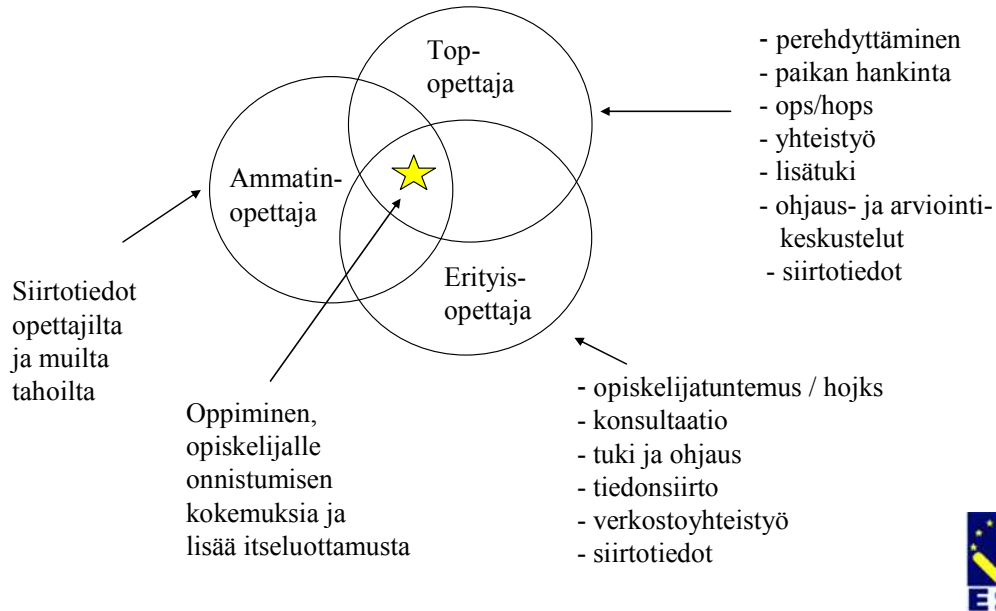 Top-
opettaja
Ammatin-
opettaja
Erityis-
opettaja
- perehdyttäminen
- paikan hankinta
- ops/hops
- yhteistyö
- lisätuki
- ohjaus- ja arviointi-
keskustelut
- siirtotiedot
Siirtotiedot
opettajilta
ja muilta
tahoilta
Oppiminen,
opiskelijalle
onnistumisen
kokemuksia ja
lisää itseluottamusta
- opiskelijatuntemus / hojks
- konsultaatio
- tuki ja ohjaus
- tiedonsiirto
- verkostoyhteistyö
- siirtotiedot